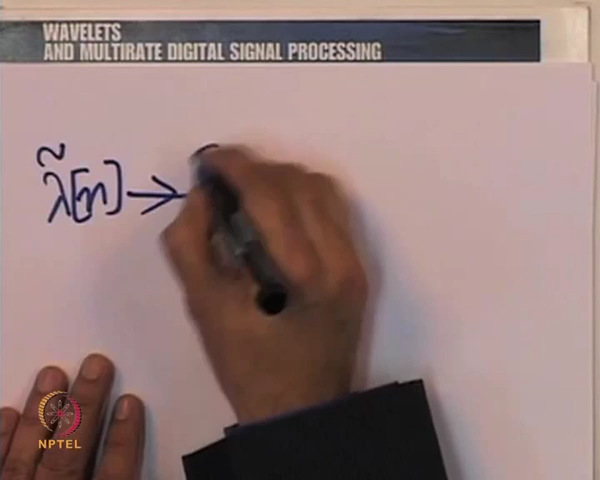 WAVELETS
AND MULTIRATE DIGITAL SIGNAL PROCESSING
λ̃[n] →
NPTEL